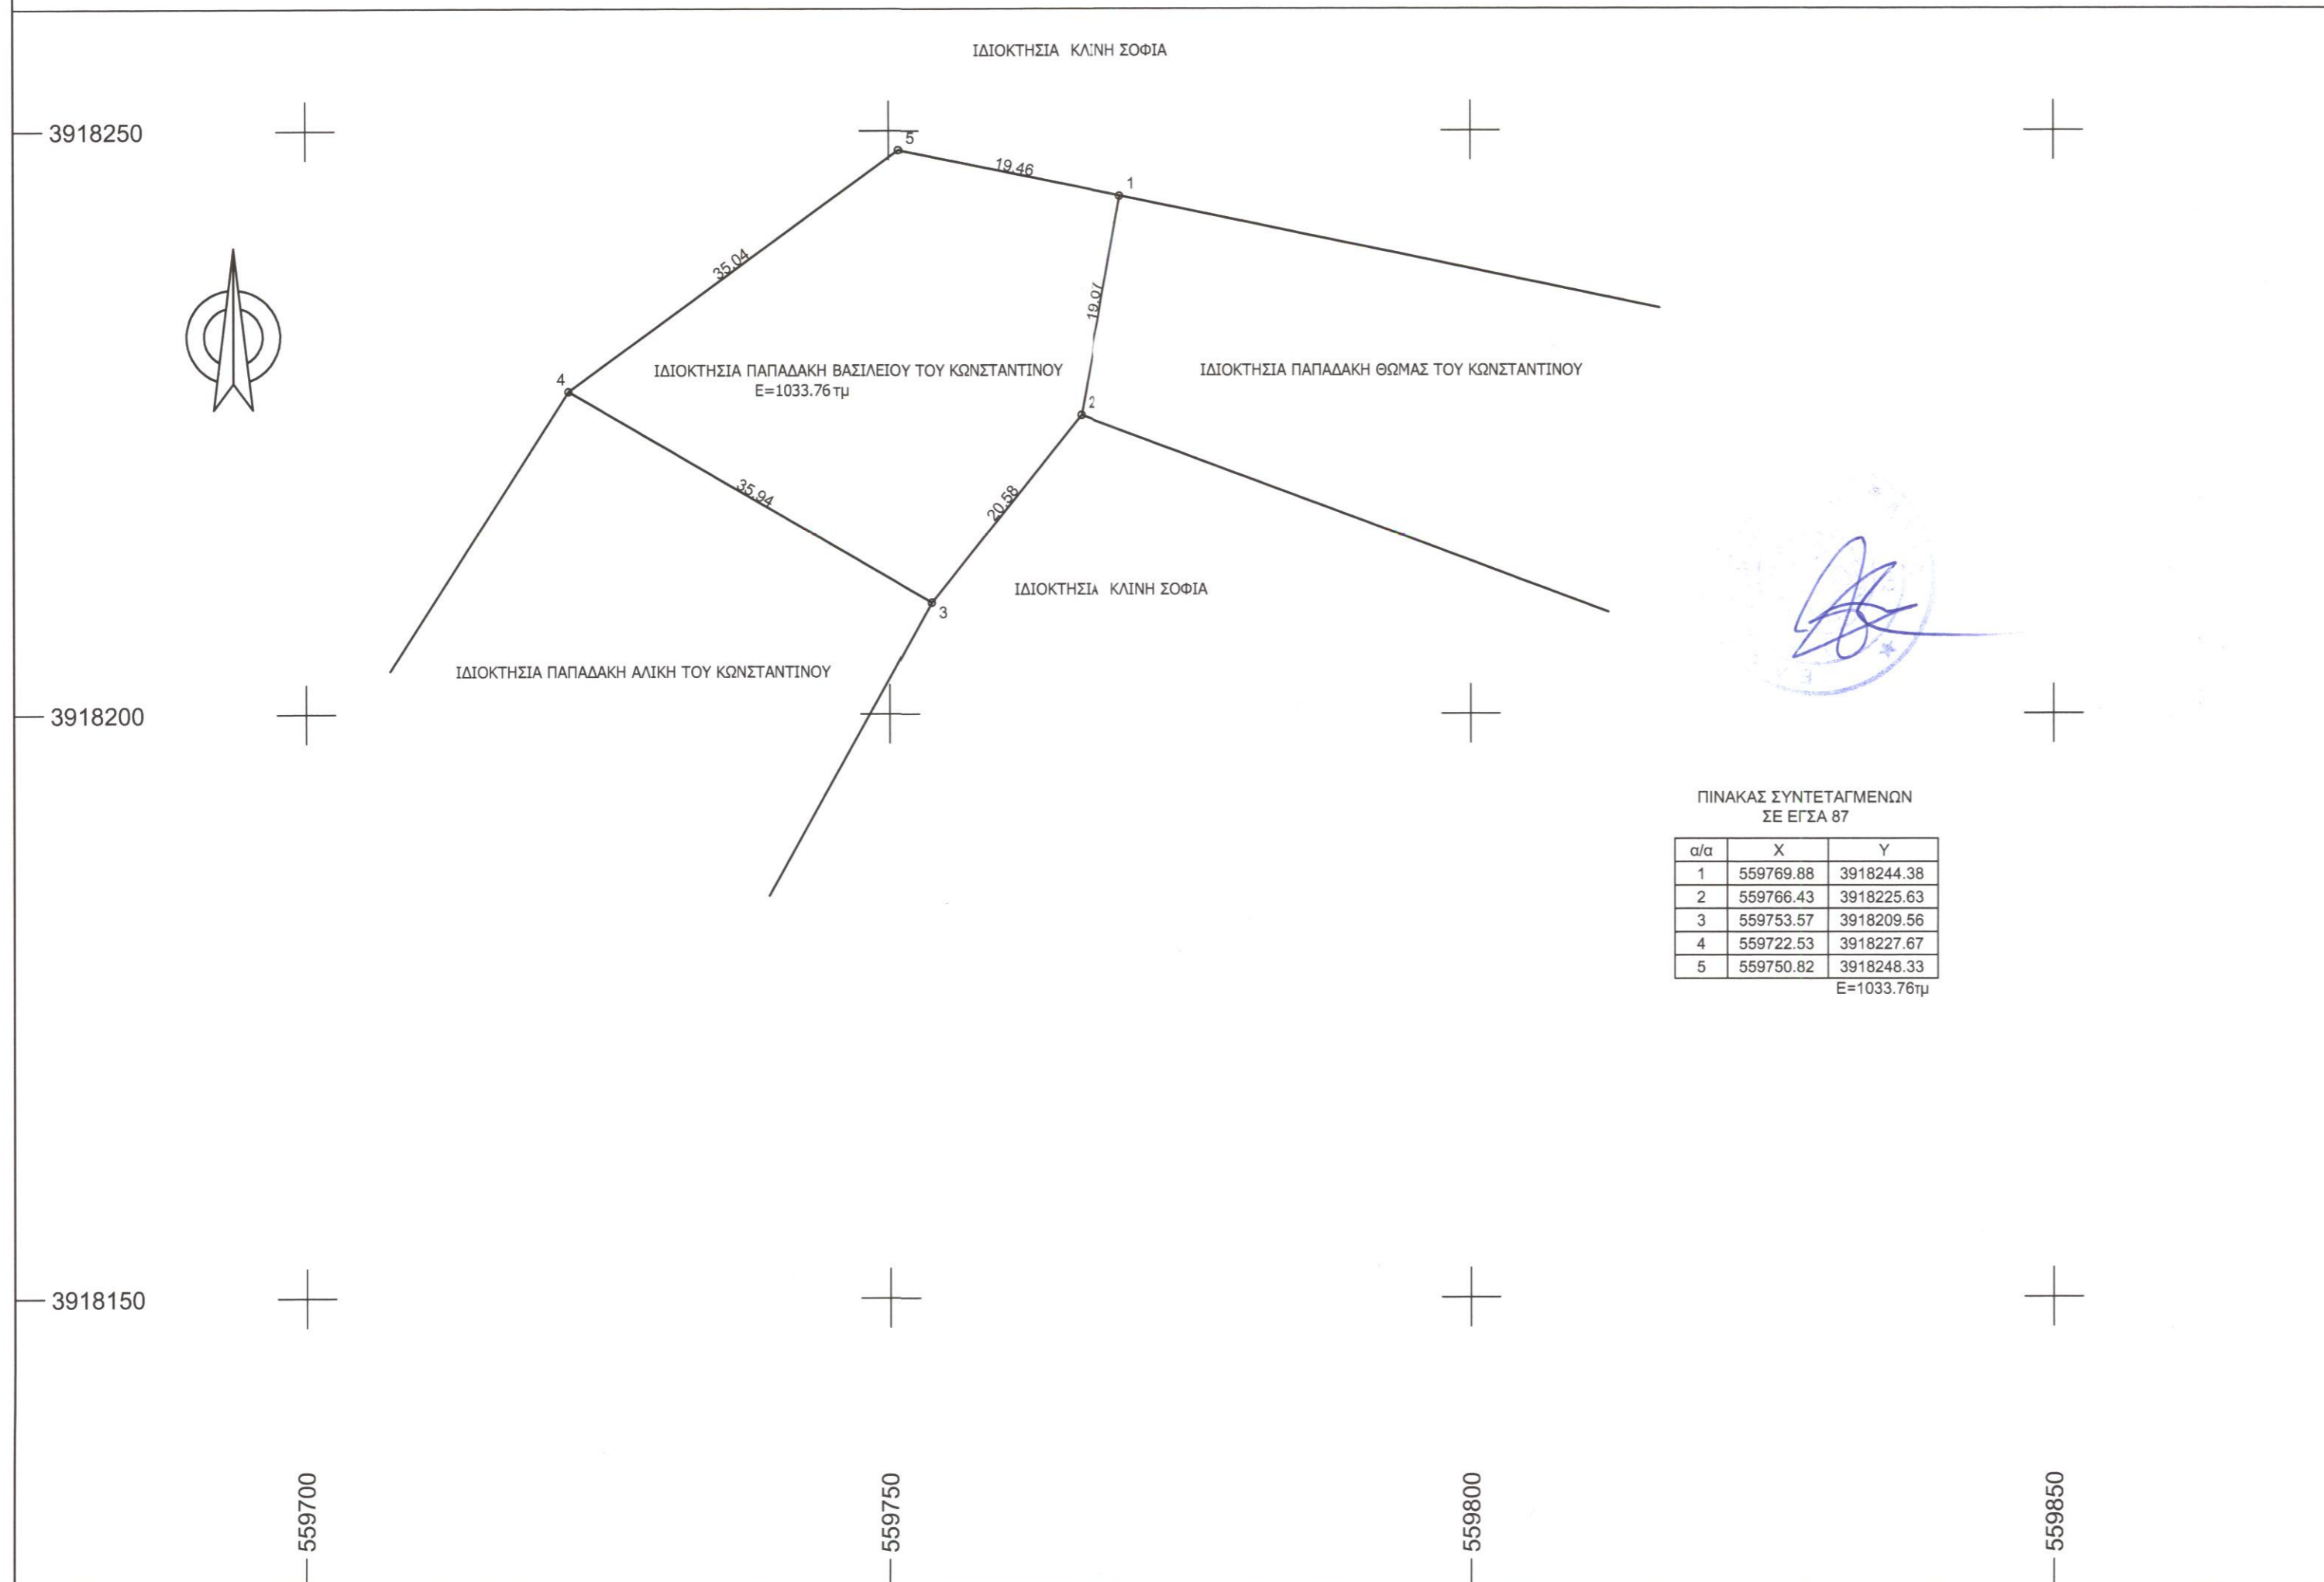 ΙΔΙΟΚΤΗΣΙΑ ΚΛΙΝΗ ΣΟΦΙΑ
3918250
5
19.46
1
35.04
19.07
ΙΔΙΟΚΤΗΣΙΑ ΠΑΠΑΔΑΚΗ ΒΑΣΙΛΕΙΟΥ ΤΟΥ ΚΩΝΣΤΑΝΤΙΝΟΥ
Ε=1033.76τμ
ΙΔΙΟΚΤΗΣΙΑ ΠΑΠΑΔΑΚΗ ΘΩΜΑΣ ΤΟΥ ΚΩΝΣΤΑΝΤΙΝΟΥ
4
2
35.94
20.58
ΙΔΙΟΚΤΗΣΙΑ ΚΛΙΝΗ ΣΟΦΙΑ
3
ΙΔΙΟΚΤΗΣΙΑ ΠΑΠΑΔΑΚΗ ΑΛΙΚΗ ΤΟΥ ΚΩΝΣΤΑΝΤΙΝΟΥ
3918200
ΠΙΝΑΚΑΣ ΣΥΝΤΕΤΑΓΜΕΝΩΝ
ΣΕ ΕΓΣΑ 87
α/α X Y
1 559769.88 3918244.38
2 559766.43 3918225.63
3 559753.57 3918209.56
4 559722.53 3918227.67
5 559750.82 3918248.33
Ε=1033.76τμ
3918150
559700
559750
559800
559850